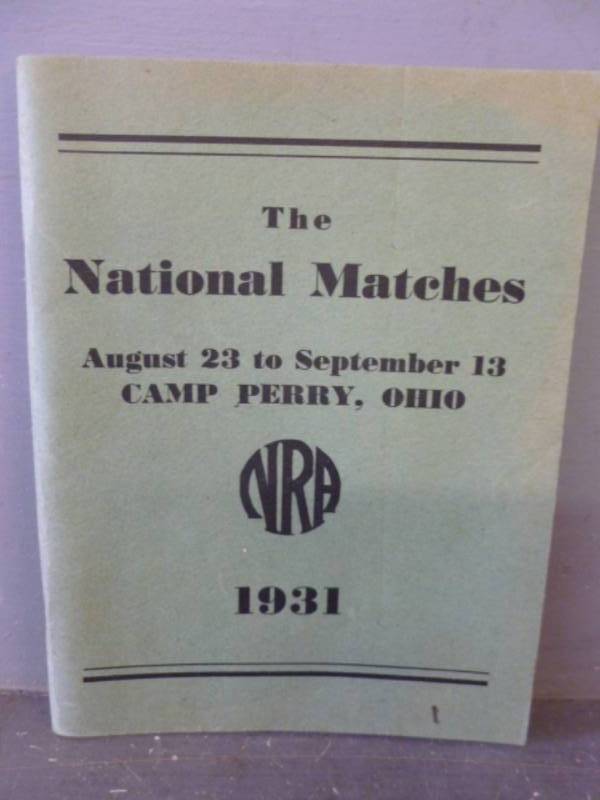 The
National Matches
August 23 to September 13
CAMP PERRY, OHIO
NRA
1931